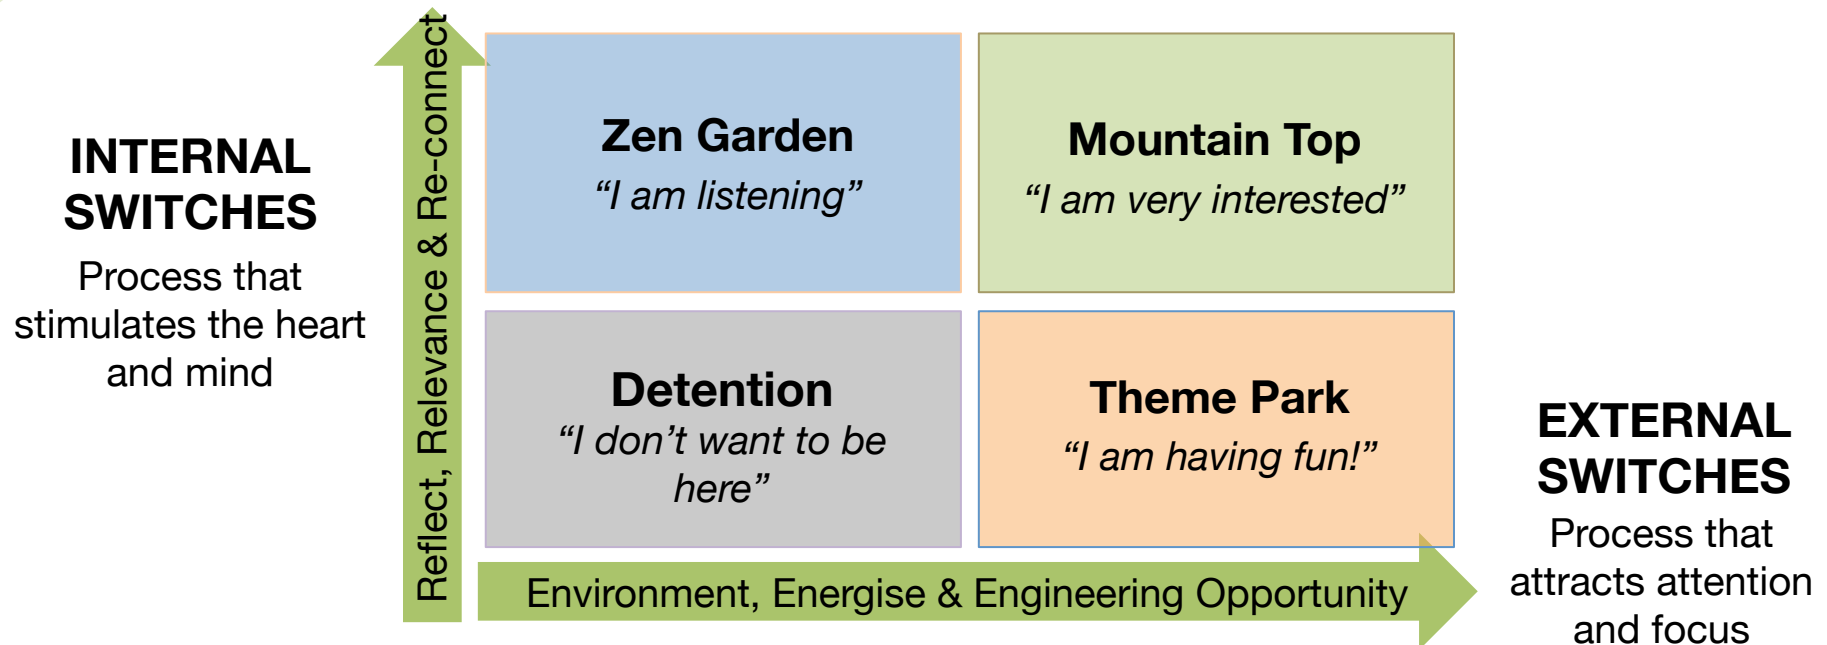 INTERNAL
SWITCHES
Process that
stimulates the heart
and mind
Reflect, Relevance & Re-connect
Zen Garden
“I am listening”
Mountain Top
“I am very interested”
Detention
“I don’t want to be
here”
Theme Park
“I am having fun!”
Environment, Energise & Engineering Opportunity
EXTERNAL
SWITCHES
Process that
attracts attention
and focus